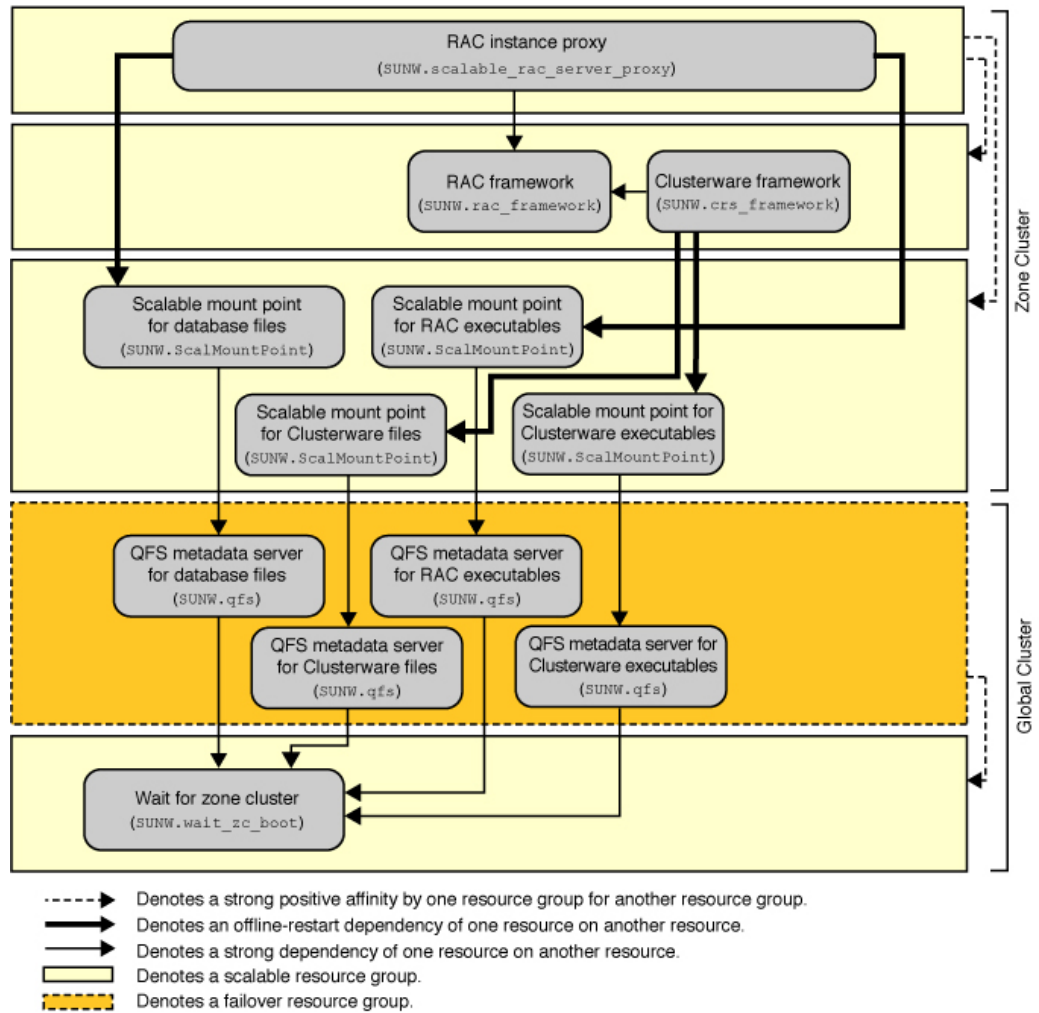 RAC instance proxy
(SUNW.scalable_rac_server_proxy)
RAC framework
(SUNW.rac_framework)
Clusterware framework
(SUNW.crs_framework)
Zone Cluster
Scalable mount point
for database files
(SUNW.ScalMountPoint)
Scalable mount point
for RAC executables
(SUNW.ScalMountPoint)
Scalable mount point
for Clusterware files
(SUNW.ScalMountPoint)
Scalable mount point for
Clusterware executables
(SUNW.ScalMountPoint)
QFS metadata server
for database files
(SUNW.qfs)
QFS metadata server
for RAC executables
(SUNW.qfs)
QFS metadata server
for Clusterware files
(SUNW.qfs)
QFS metadata server for
Clusterware executables
(SUNW.qfs)
Global Cluster
Wait for zone cluster
(SUNW.wait_zc_boot)
Denotes a strong positive affinity by one resource group for another resource group.
Denotes an offline-restart dependency of one resource on another resource.
Denotes a strong dependency of one resource on another resource.
Denotes a scalable resource group.
Denotes a failover resource group.